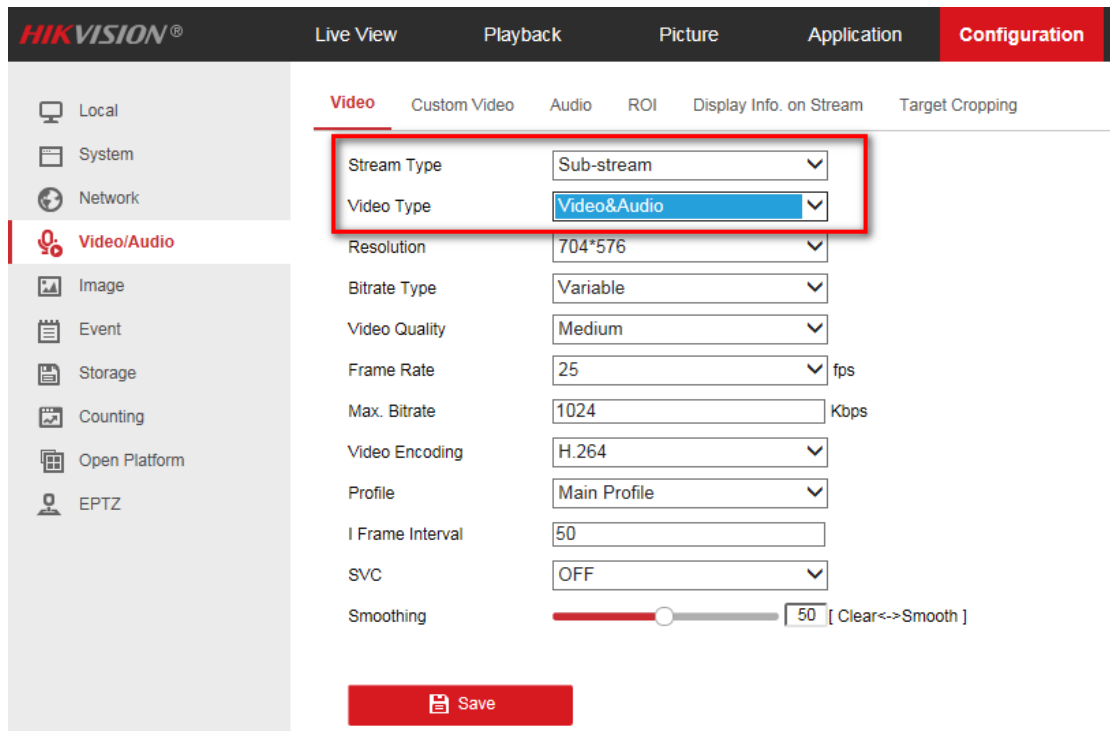 HIKVISION® Live View Playback Picture Application Configuration
Local
System
Network
Video/Audio
Image
Event
Storage
Counting
Open Platform
EPTZ
Video Custom Video Audio ROI Display Info. on Stream Target Cropping
Stream Type Sub-stream
Video Type Video&Audio
Resolution 704*576
Bitrate Type Variable
Video Quality Medium
Frame Rate 25 fps
Max. Bitrate 1024 Kbps
Video Encoding H.264
Profile Main Profile
I Frame Interval 50
SVC OFF
Smoothing 50 [ Clear<->Smooth ]
Save